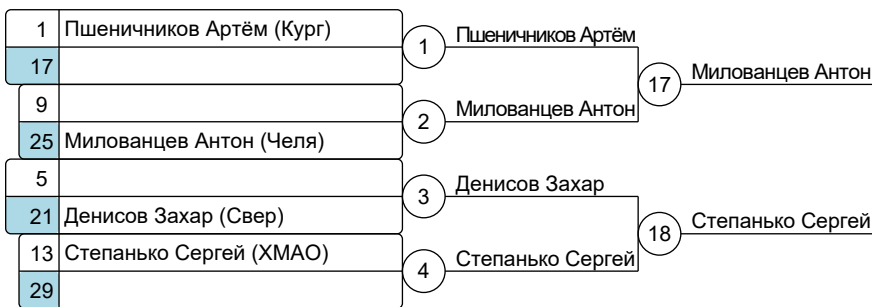 1 Пшеничников Артём (Кург)
17
9
25 Милованцев Антон (Челя)
5
21 Денисов Захар (Свер)
13 Степанько Сергей (ХМАО)
29
1 Пшеничников Артём
2 Милованцев Антон
3 Денисов Захар
4 Степанько Сергей
17 Милованцев Антон
18 Степанько Сергей